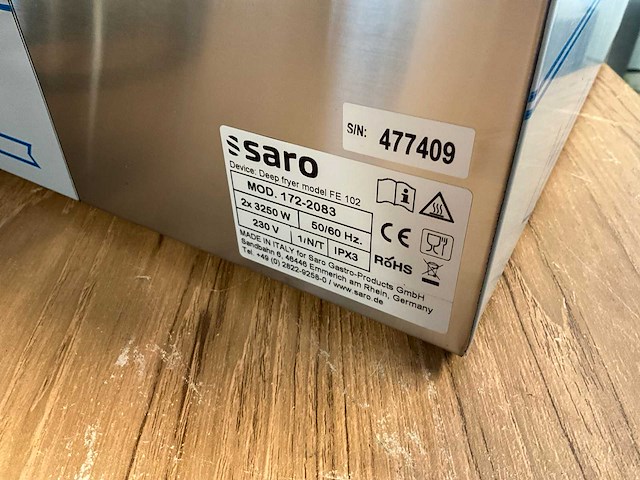 S/N: 477409
saro
Device: Deep fryer model FE 102
MOD. 172-2083
2x 3250 W 50/60 Hz.
230 V 1/N/T IPX3
CE
RoHS
MADE IN ITALY for Saro Gastro-Products GmbH
Sandbahn 6, 46446 Emmerich am Rhein, Germany
Tel. +49 (0) 2822-9258-0 / www.saro.de